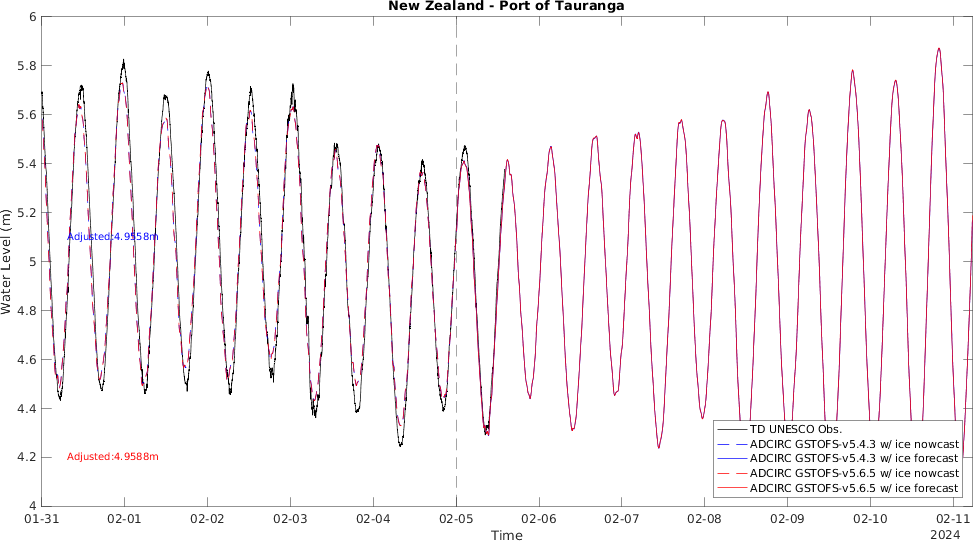 New Zealand - Port of Tauranga
6
5.8
5.6
5.4
5.2
5
4.8
4.6
4.4
4.2
4
Water Level (m)
Adjusted:4.9558m
Adjusted:4.9588m
TD UNESCO Obs.
ADCIRC GSTOFS-v5.4.3 w/ ice nowcast
ADCIRC GSTOFS-v5.4.3 w/ ice forecast
ADCIRC GSTOFS-v5.6.5 w/ ice nowcast
ADCIRC GSTOFS-v5.6.5 w/ ice forecast
01-31 02-01 02-02 02-03 02-04 02-05 02-06 02-07 02-08 02-09 02-10 02-11
Time
2024